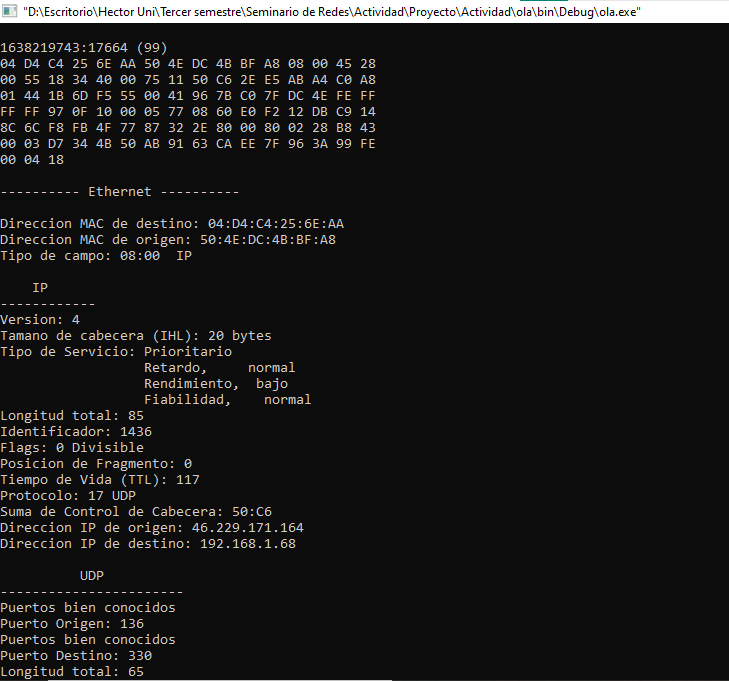 "D:\Escritorio\Hector Uni\Tercer semestre\Seminario de Redes\Actividad\Proyecto\Actividad\ola\bin\Debug\ola.exe"
1638219743:17664 (99)
04 D4 C4 25 6E AA 50 4E DC 4B BF A8 08 00 45 28
00 55 18 34 40 00 75 11 50 C6 2E E5 AB A4 C0 A8
01 44 1B 6D F5 55 00 41 96 7B C0 7F DC 4E FE FF
FF FF 97 0F 10 00 05 77 08 60 E0 F2 12 DB C9 14
8C 6C F8 FB 4F 77 87 32 2E 80 00 80 02 28 B8 43
00 03 D7 34 4B 50 AB 91 63 CA EE 7F 96 3A 99 FE
00 04 18
---------- Ethernet ----------
Direccion MAC de destino: 04:D4:C4:25:6E:AA
Direccion MAC de origen: 50:4E:DC:4B:BF:A8
Tipo de campo: 08:00  IP
IP
------------
Version: 4
Tamano de cabecera (IHL): 20 bytes
Tipo de Servicio: Prioritario
Retardo,     normal
Rendimiento,  bajo
Fiabilidad,    normal
Longitud total: 85
Identificador: 1436
Flags: 0 Divisible
Posicion de Fragmento: 0
Tiempo de Vida (TTL): 117
Protocolo: 17 UDP
Suma de Control de Cabecera: 50:C6
Direccion IP de origen: 46.229.171.164
Direccion IP de destino: 192.168.1.68
UDP
-----------------------
Puertos bien conocidos
Puerto Origen: 136
Puertos bien conocidos
Puerto Destino: 330
Longitud total: 65